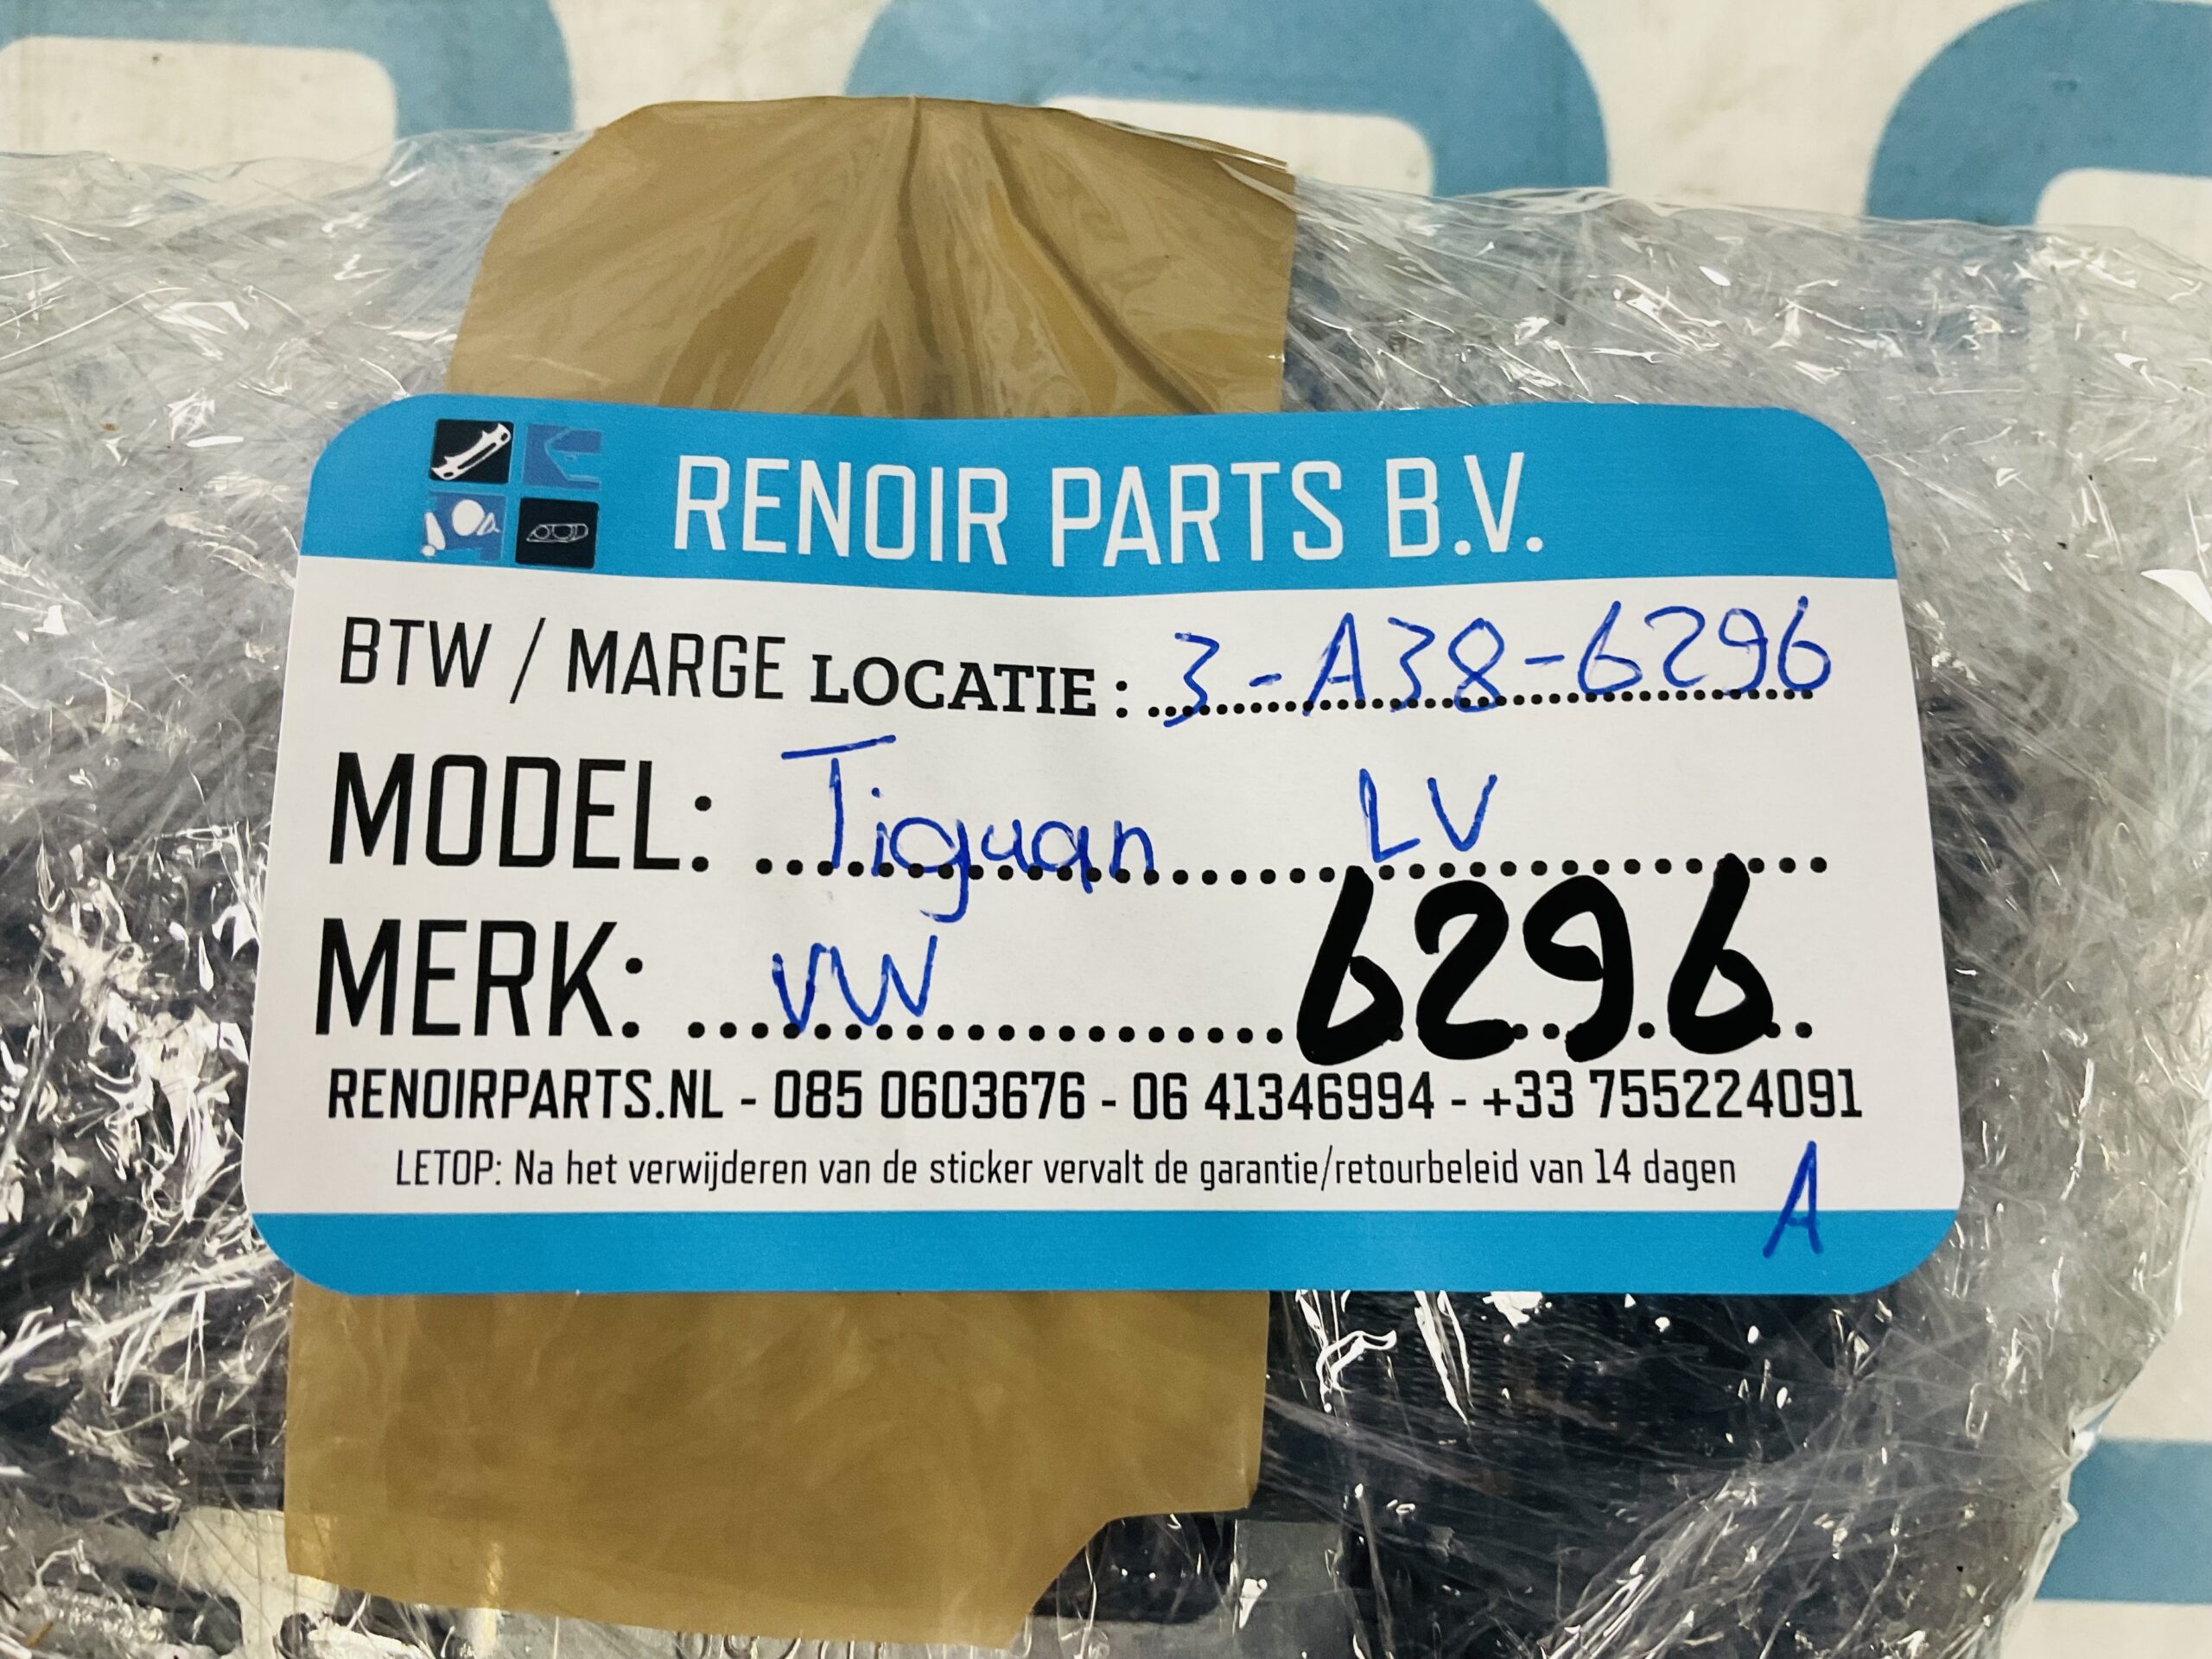 RENOIR PARTS B.V.
BTW / MARGE LOCATIE : 3-A38-6296
MODEL: Tiguan LV
MERK: VW 6296
RENOIRPARTS.NL - 085 0603676 - 06 41346994 - +33 755224091
LETOP: Na het verwijderen van de sticker vervalt de garantie/retourbeleid van 14 dagen
A